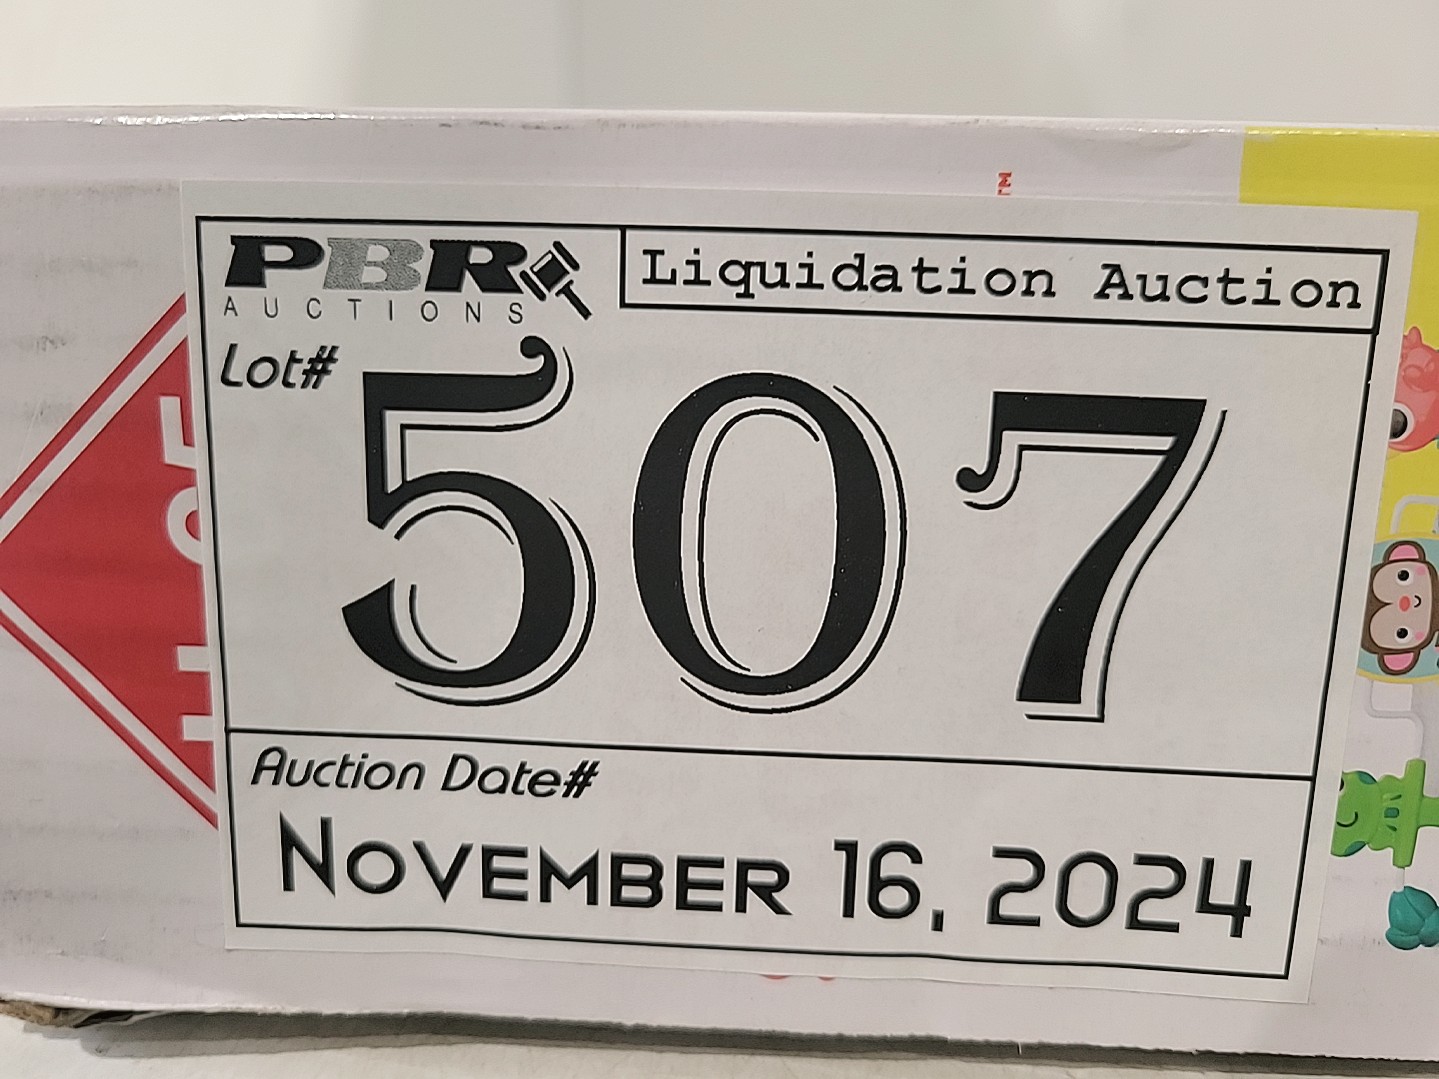 PBR
AUCTIONS
Liquidation Auction
Lot#
507
Auction Date#
NOVEMBER 16, 2024